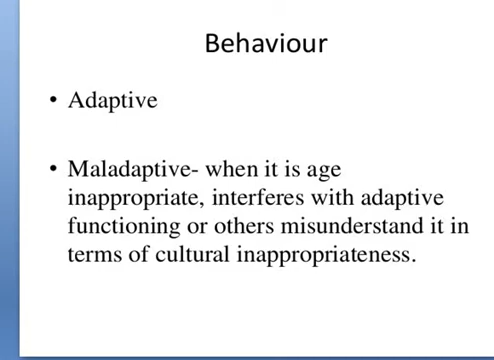 Behaviour
• Adaptive
• Maladaptive- when it is age
inappropriate, interferes with adaptive
functioning or others misunderstand it in
terms of cultural inappropriateness.